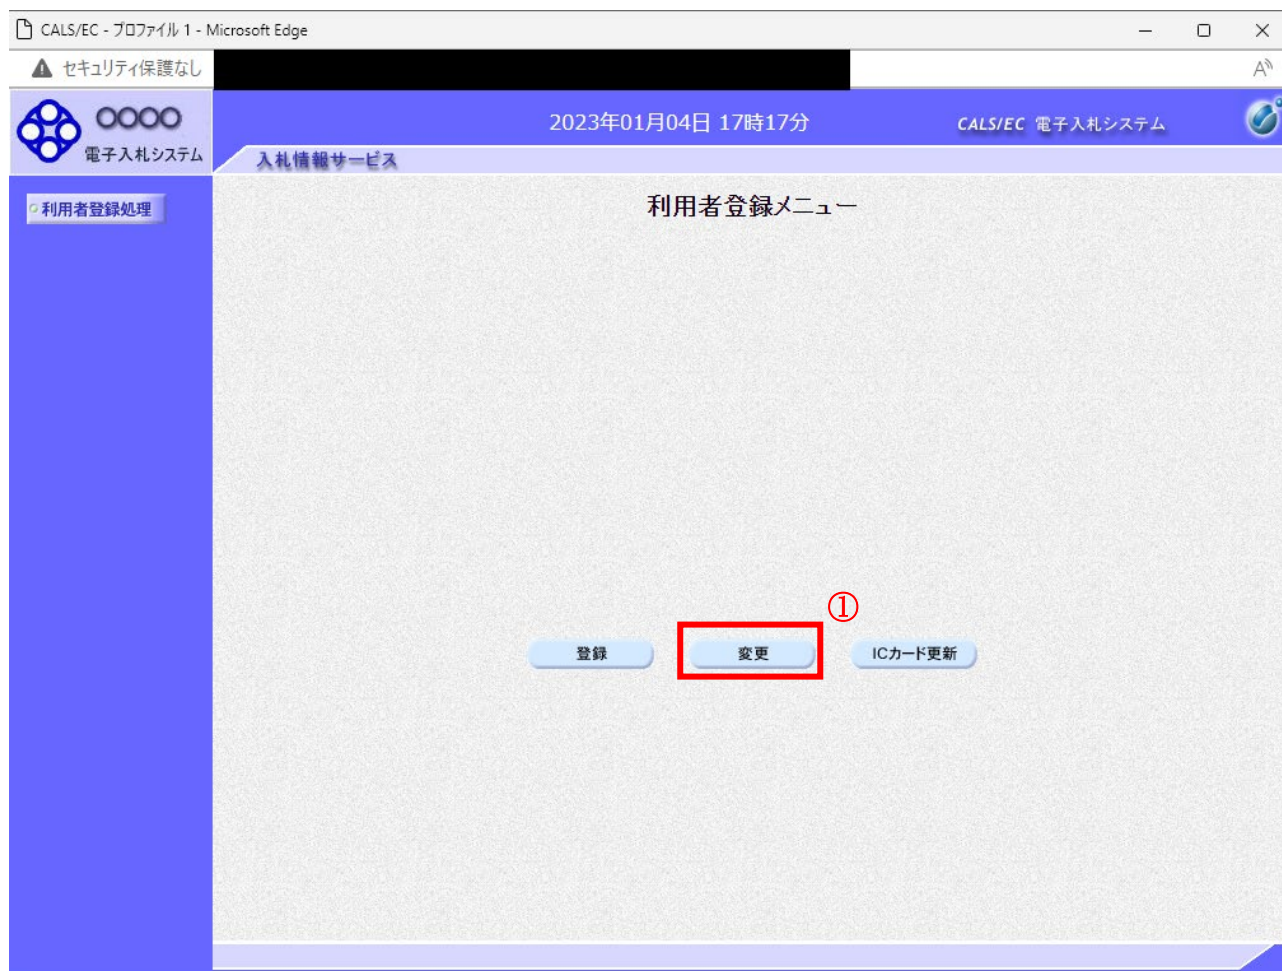 CALS/EC - プロファイル 1 - Microsoft Edge
セキュリティ保護なし
〇〇〇〇
電子入札システム
2023年01月04日 17時17分
CALS/EC 電子入札システム
入札情報サービス
利用者登録処理
利用者登録メニュー
①
登録
変更
ICカード更新